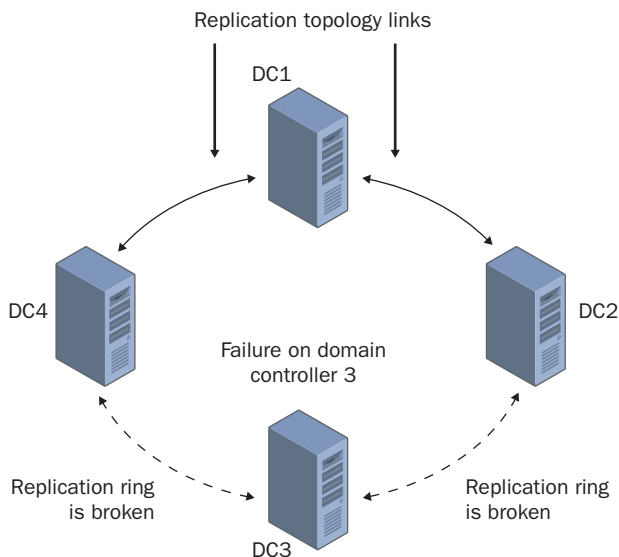 Replication topology links
DC1
DC4
DC2
Failure on domain
controller 3
Replication ring
is broken
Replication ring
is broken
DC3